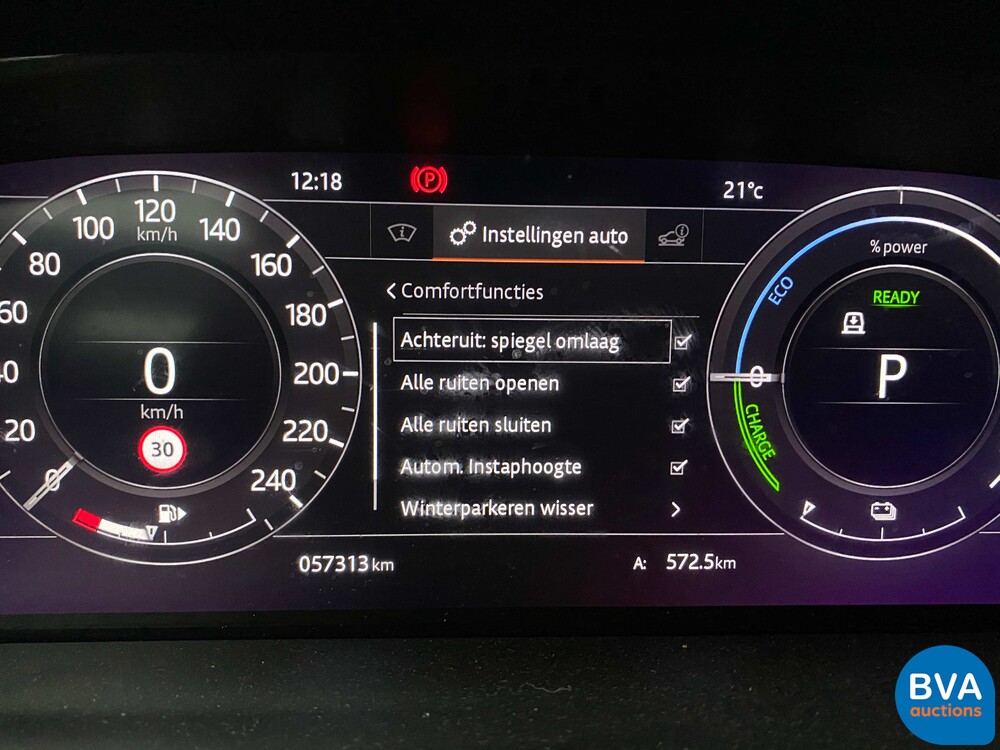 12:18
21°c
Instellingen auto
Comfortfuncties
Achteruit: spiegel omlaag
Alle ruiten openen
Alle ruiten sluiten
Autom. Instaphoogte
Winterparkeren wisser
0
20
60
80
100
120
km/h
140
160
180
200
220
240
0
km/h
30
% power
READY
ECO
0
P
CHARGE
057313 km
A: 572.5km
BVA
auctions